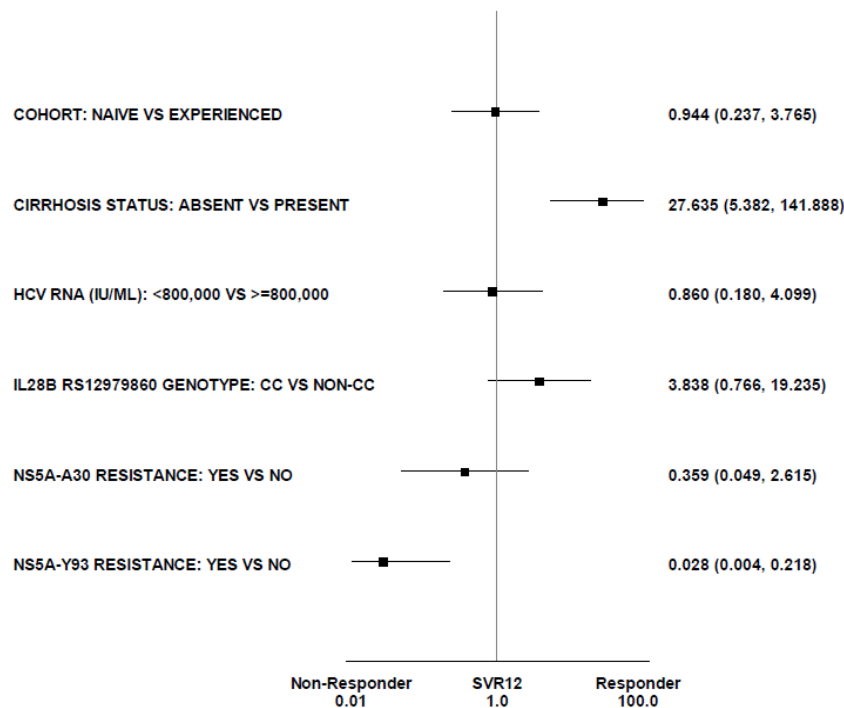 COHORT: NAIVE VS EXPERIENCED 0.944 (0.237, 3.765)
CIRRHOSIS STATUS: ABSENT VS PRESENT 27.635 (5.382, 141.888)
HCV RNA (IU/ML): <800,000 VS >=800,000 0.860 (0.180, 4.099)
IL28B RS12979860 GENOTYPE: CC VS NON-CC 3.838 (0.766, 19.235)
NS5A-A30 RESISTANCE: YES VS NO 0.359 (0.049, 2.615)
NS5A-Y93 RESISTANCE: YES VS NO 0.028 (0.004, 0.218)
Non-Responder SVR12 Responder
0.01 1.0 100.0